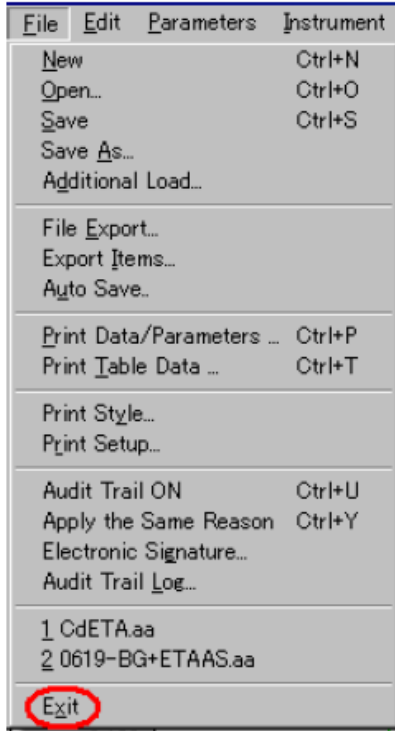 File Edit Parameters Instrument
New Ctrl+N
Open... Ctrl+O
Save Ctrl+S
Save As...
Additional Load...
File Export...
Export Items...
Auto Save..
Print Data/Parameters ... Ctrl+P
Print Table Data ... Ctrl+T
Print Style...
Print Setup...
Audit Trail ON Ctrl+U
Apply the Same Reason Ctrl+Y
Electronic Signature...
Audit Trail Log...
1 CdETA.aa
2 0619-BG+ETAAS.aa
Exit